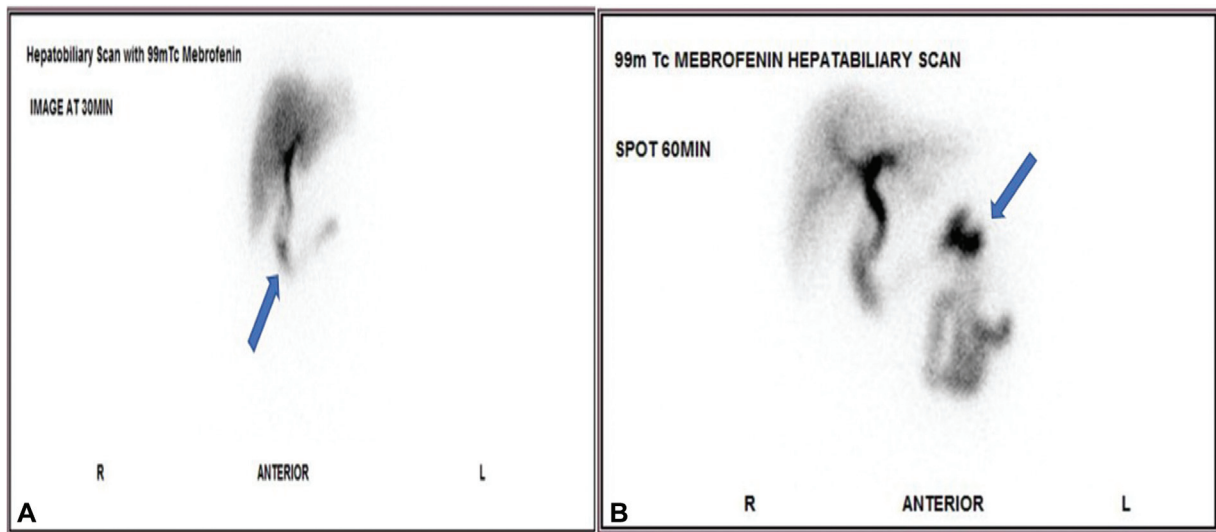 Hepatobiliary Scan with 99mTc Mebrofenin
IMAGE AT 30MIN
R ANTERIOR L
A
99m Tc MEBROFENIN HEPATABILIARY SCAN
SPOT 60MIN
R ANTERIOR L
B